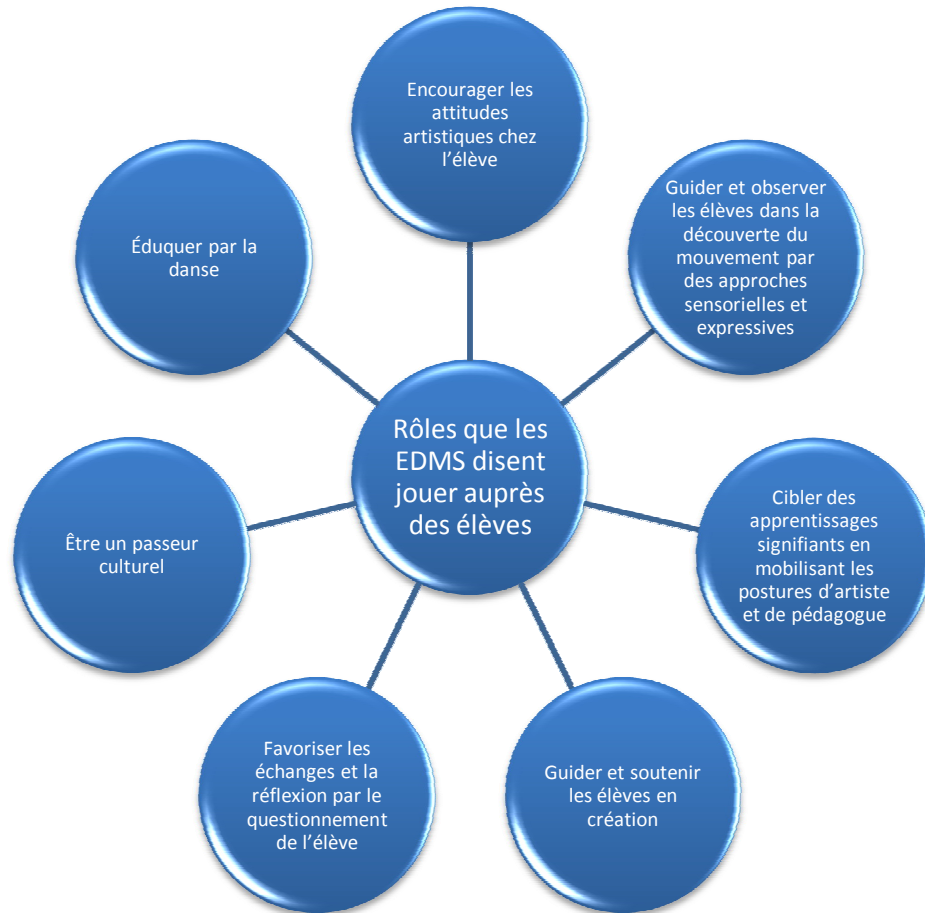 Encourager les
attitudes
artistiques chez
l'élève
Guider et observer
les élèves dans la
découverte du
mouvement par
des approches
sensorielles et
expressives
Éduquer par la
danse
Rôles que les
EDMS disent
jouer auprès
des élèves
Cibler des
apprentissages
signifiants en
mobilisant les
postures d'artiste
et de pédagogue
Être un passeur
culturel
Favoriser les
échanges et la
réflexion par le
questionnement
de l'élève
Guider et soutenir
les élèves en
création